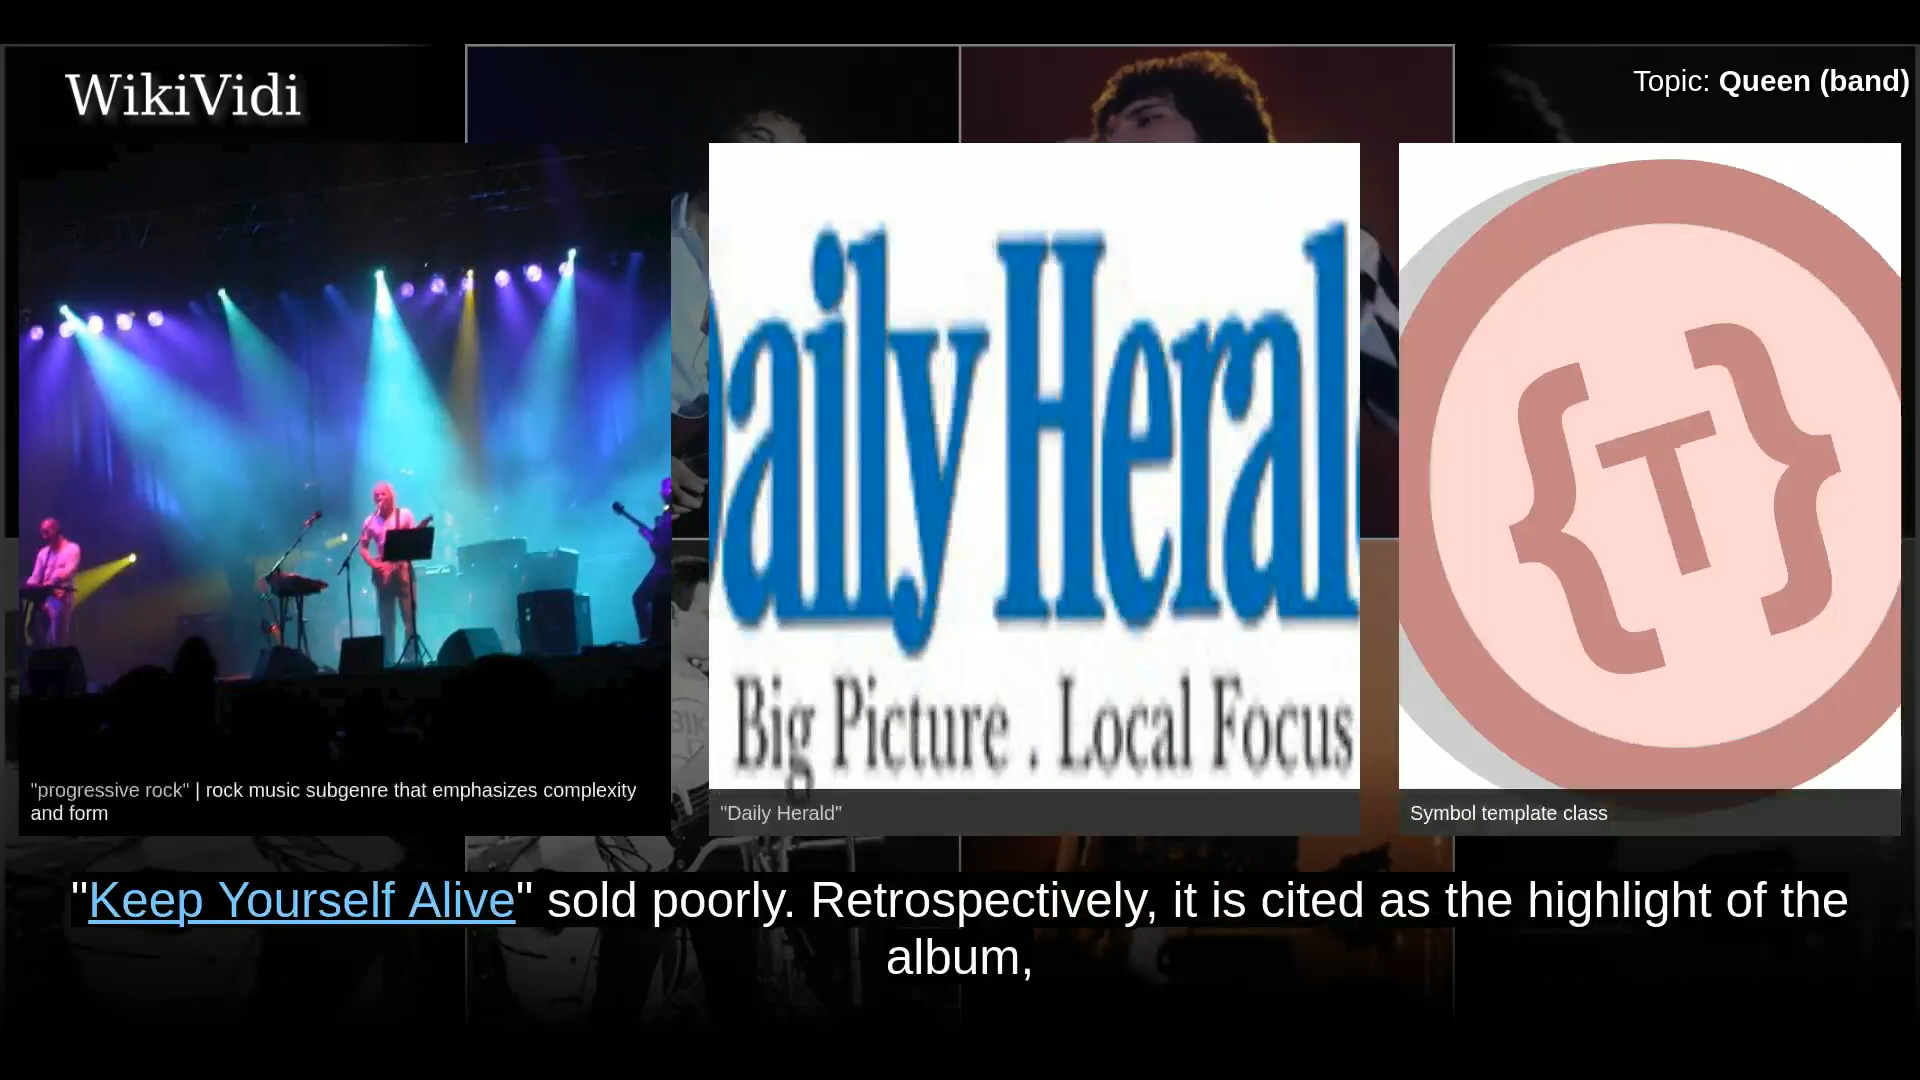 WikiVidi
Topic: Queen (band)
Daily Herald
Big Picture . Local Focus
{T}
"progressive rock" | rock music subgenre that emphasizes complexity
and form
"Daily Herald"
Symbol template class
"Keep Yourself Alive" sold poorly. Retrospectively, it is cited as the highlight of the
album,